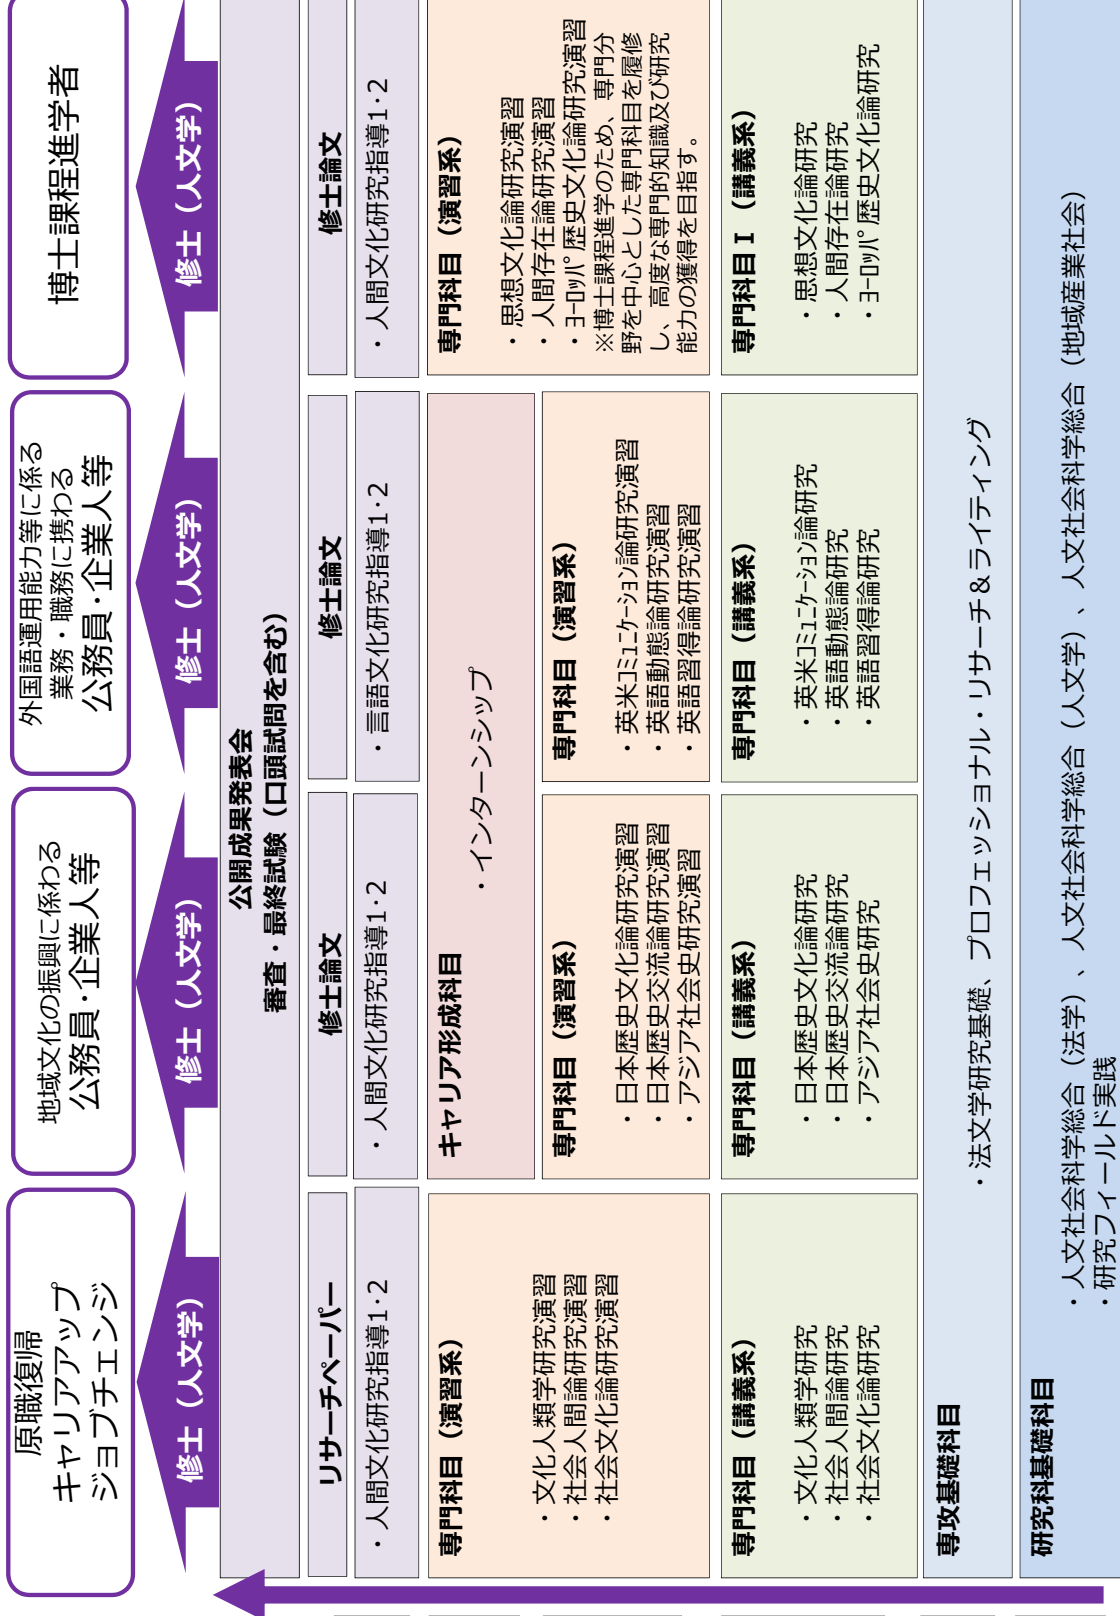 原職復帰
キャリアアップ
ジョブチェンジ
地域文化の振興に係わる
公務員・企業人等
外国語運用能力等に係る
業務・職務に携わる
公務員・企業人等
博士課程進学者
修士（人文学）
修士（人文学）
修士（人文学）
修士（人文学）
公開成果発表会
審査・最終試験（口頭試問を含む）
リサーチペーパー
修士論文
修士論文
修士論文
・人間文化研究指導1・2
・人間文化研究指導1・2
・言語文化研究指導1・2
・人間文化研究指導1・2
専門科目（演習系）
・文化人類学研究演習
・社会人間論研究演習
・社会文化論研究演習
キャリア形成科目
・インターンシップ
専門科目（演習系）
・日本歴史文化論研究演習
・日本歴史交流論研究演習
・アジア社会史研究演習
専門科目（演習系）
・英米ｺﾐｭﾆｹｰｼｮﾝ論研究演習
・英語動態論研究演習
・英語習得論研究演習
専門科目（演習系）
・思想文化論研究演習
・人間存在論研究演習
・ﾖｰﾛｯﾊﾟ歴史文化論研究演習
※博士課程進学のため、専門分
野を中心とした専門科目を履修
し、高度な専門的知識及び研究
能力の獲得を目指す。
専門科目（講義系）
・文化人類学研究
・社会人間論研究
・社会文化論研究
専門科目（講義系）
・日本歴史文化論研究
・日本歴史交流論研究
・アジア社会史研究
専門科目（講義系）
・英米ｺﾐｭﾆｹｰｼｮﾝ論研究
・英語動態論研究
・英語習得論研究
専門科目Ⅰ（講義系）
・思想文化論研究
・人間存在論研究
・ﾖｰﾛｯﾊﾟ歴史文化論研究
専攻基礎科目
・法文学研究基礎、プロフェッショナル・リサーチ＆ライティング
研究科基礎科目
・人文社会科学総合（法学）、人文社会科学総合（人文学）、人文社会科学総合（地域産業社会）
・研究フィールド実践